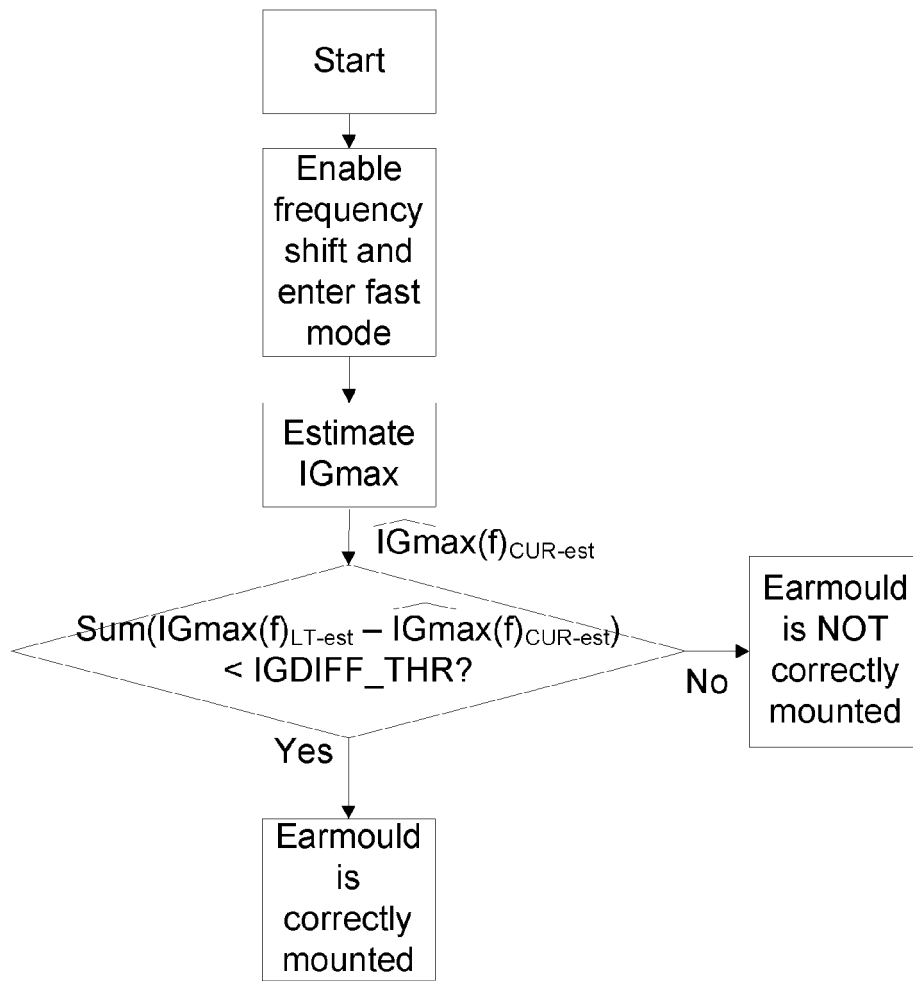 Start
Enable
frequency
shift and
enter fast
mode
Estimate
IGmax
IGmax(f)CUR-est
Sum(IGmax(f)LT-est – IGmax(f)CUR-est)
< IGDIFF_THR?
No
Earmould
is NOT
correctly
mounted
Yes
Earmould
is
correctly
mounted